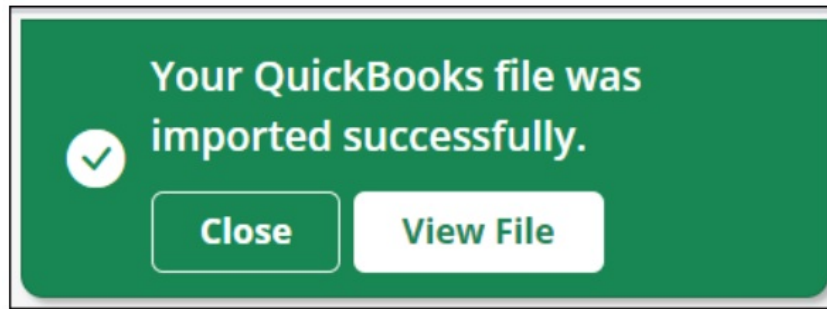 Your QuickBooks file was
imported successfully.
Close
View File